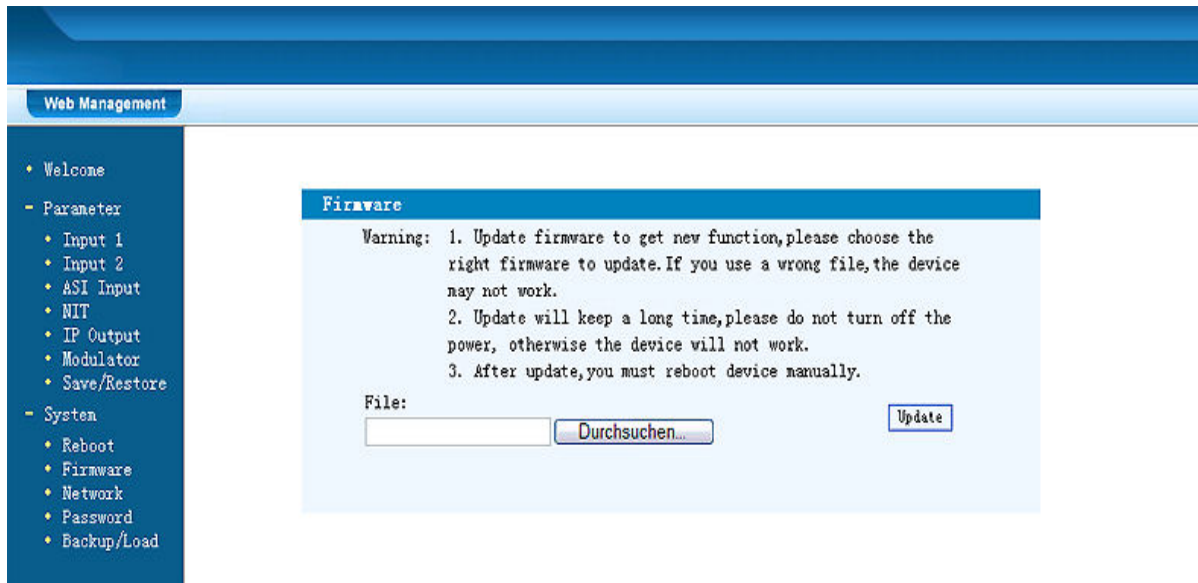 Web Management
Welcome
Parameter
Input 1
Input 2
ASI Input
NIT
IP Output
Modulator
Save/Restore
System
Reboot
Firmware
Network
Password
Backup/Load
Firmware
Warning: 1. Update firmware to get new function,please choose the
right firmware to update.If you use a wrong file,the device
may not work.
2. Update will keep a long time,please do not turn off the
power, otherwise the device will not work.
3. After update,you must reboot device manually.
File:
Durchsuchen...
Update